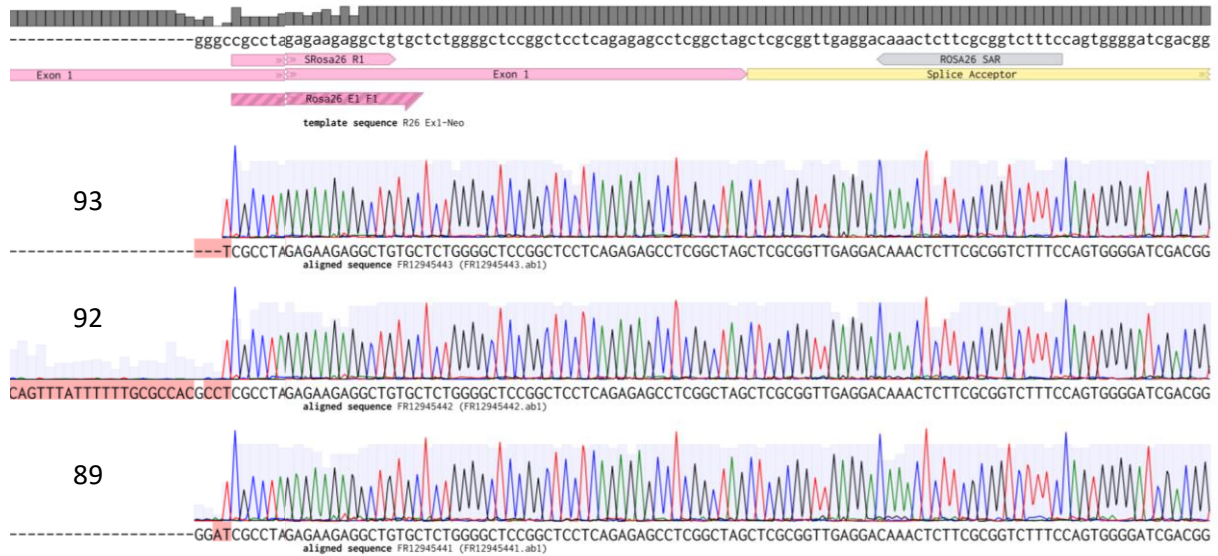 --------------------gggccgcctagagaagaggctgtgctctggggctccggctcctcagagagcctcggctagctcgcggttgaggacaaactcttcgcggtctttccagtggggatcgacgg
SRosa26 R1 ROSA26 SAR
Exon 1 Exon 1 Splice Acceptor
Rosa26 E1 F1
template sequence R26 Ex1-Neo
93
-----------------------TCGCCTAGAGAAGAGGCTGTGCTCTGGGGCTCCGGCTCCTCAGAGAGCCTCGGCTAGCTCGCGGTTGAGGACAAACTCTTCGCGGTCTTTCCAGTGGGGATCGACGG
aligned sequence FR12945443 (FR12945443.ab1)
92
CAGTTTATTTTTTGCGCCACGCCTCGCCTAGAGAAGAGGCTGTGCTCTGGGGCTCCGGCTCCTCAGAGAGCCTCGGCTAGCTCGCGGTTGAGGACAAACTCTTCGCGGTCTTTCCAGTGGGGATCGACGG
aligned sequence FR12945442 (FR12945442.ab1)
89
--------------------GGATCGCCTAGAGAAGAGGCTGTGCTCTGGGGCTCCGGCTCCTCAGAGAGCCTCGGCTAGCTCGCGGTTGAGGACAAACTCTTCGCGGTCTTTCCAGTGGGGATCGACGG
aligned sequence FR12945441 (FR12945441.ab1)